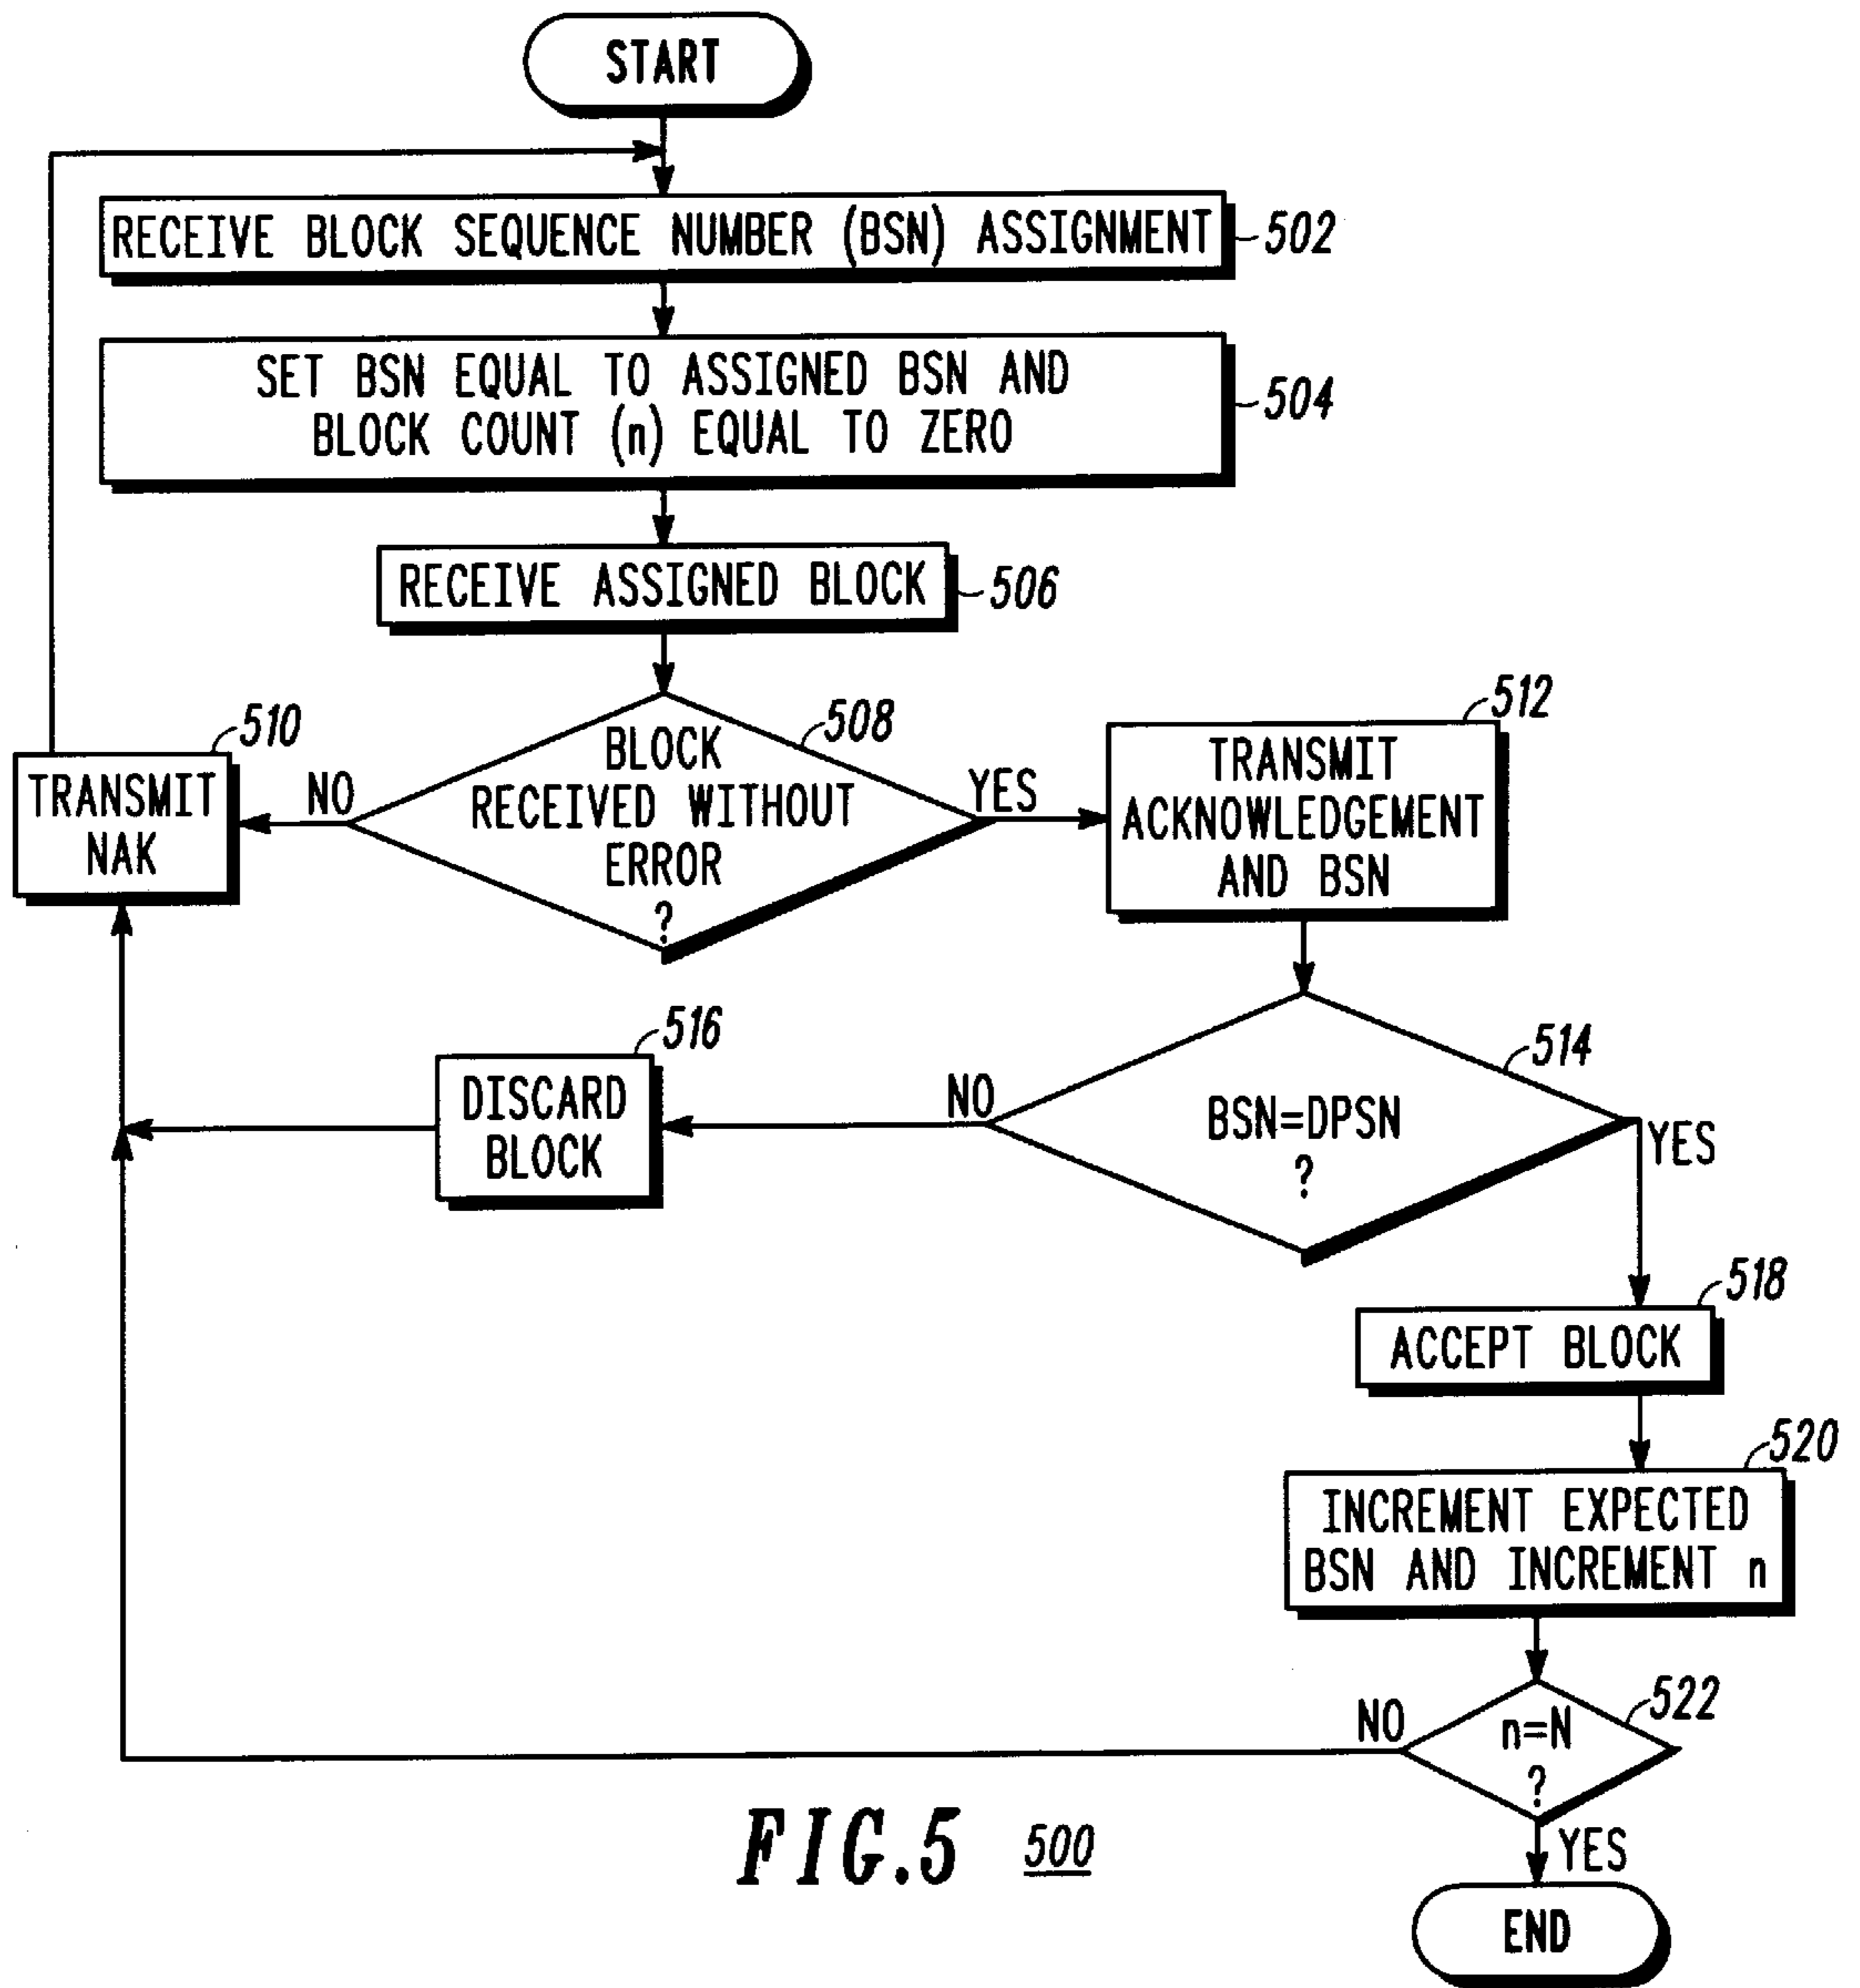 START
RECEIVE BLOCK SEQUENCE NUMBER (BSN) ASSIGNMENT
502
SET BSN EQUAL TO ASSIGNED BSN AND
BLOCK COUNT (n) EQUAL TO ZERO
504
RECEIVE ASSIGNED BLOCK
506
510
TRANSMIT
NAK
NO
508
BLOCK
RECEIVED WITHOUT
ERROR
?
YES
512
TRANSMIT
ACKNOWLEDGEMENT
AND BSN
516
DISCARD
BLOCK
NO
514
BSN=DPSN
?
YES
518
ACCEPT BLOCK
520
INCREMENT EXPECTED
BSN AND INCREMENT n
NO
522
n=N
?
YES
FIG.5 500
END